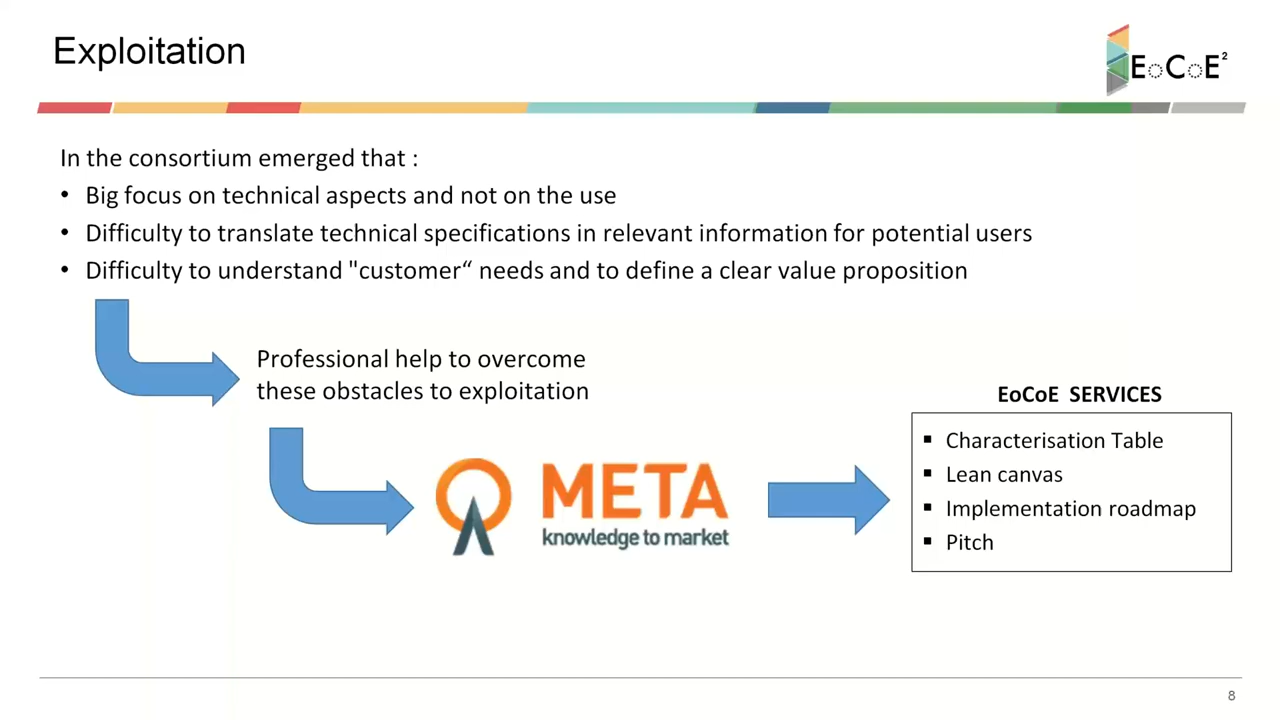 Exploitation
EoCoE²
In the consortium emerged that :
• Big focus on technical aspects and not on the use
• Difficulty to translate technical specifications in relevant information for potential users
• Difficulty to understand "customer“ needs and to define a clear value proposition
Professional help to overcome
these obstacles to exploitation
META
knowledge to market
EoCoE SERVICES
▪ Characterisation Table
▪ Lean canvas
▪ Implementation roadmap
▪ Pitch
8